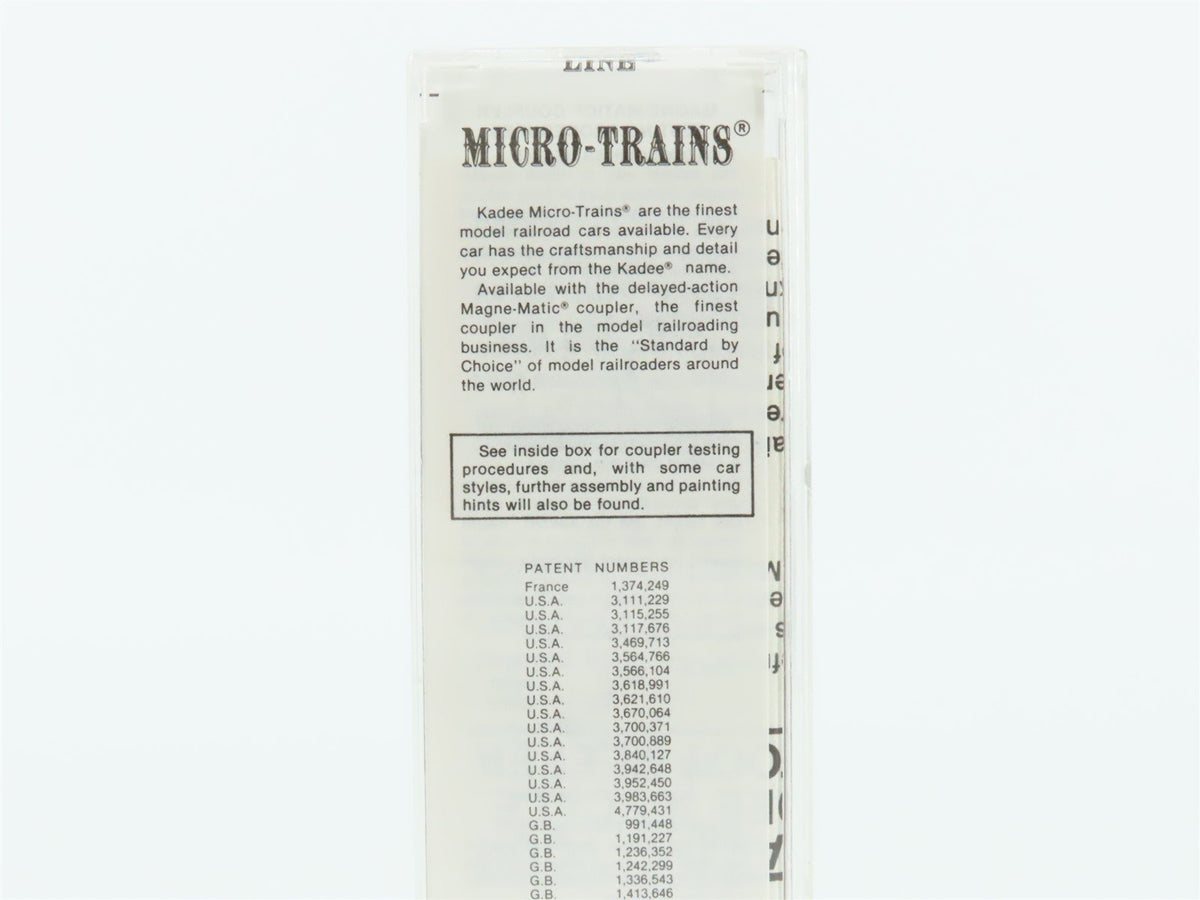 LINE
MICRO-TRAINS®
Kadee Micro-Trains® are the finest
model railroad cars available. Every
car has the craftsmanship and detail
you expect from the Kadee® name.
Available with the delayed-action
Magne-Matic® coupler, the finest
coupler in the model railroading
business. It is the "Standard by
Choice" of model railroaders around
the world.
See inside box for coupler testing
procedures and, with some car
styles, further assembly and painting
hints will also be found.
PATENT NUMBERS
France 1,374,249
U.S.A. 3,111,229
U.S.A. 3,115,255
U.S.A. 3,117,676
U.S.A. 3,469,713
U.S.A. 3,564,766
U.S.A. 3,566,104
U.S.A. 3,618,991
U.S.A. 3,621,610
U.S.A. 3,670,064
U.S.A. 3,700,371
U.S.A. 3,700,889
U.S.A. 3,840,127
U.S.A. 3,942,648
U.S.A. 3,952,450
U.S.A. 3,983,663
U.S.A. 4,779,431
G.B. 991,448
G.B. 1,191,227
G.B. 1,236,352
G.B. 1,242,299
G.B. 1,336,543
G.B. 1,413,646